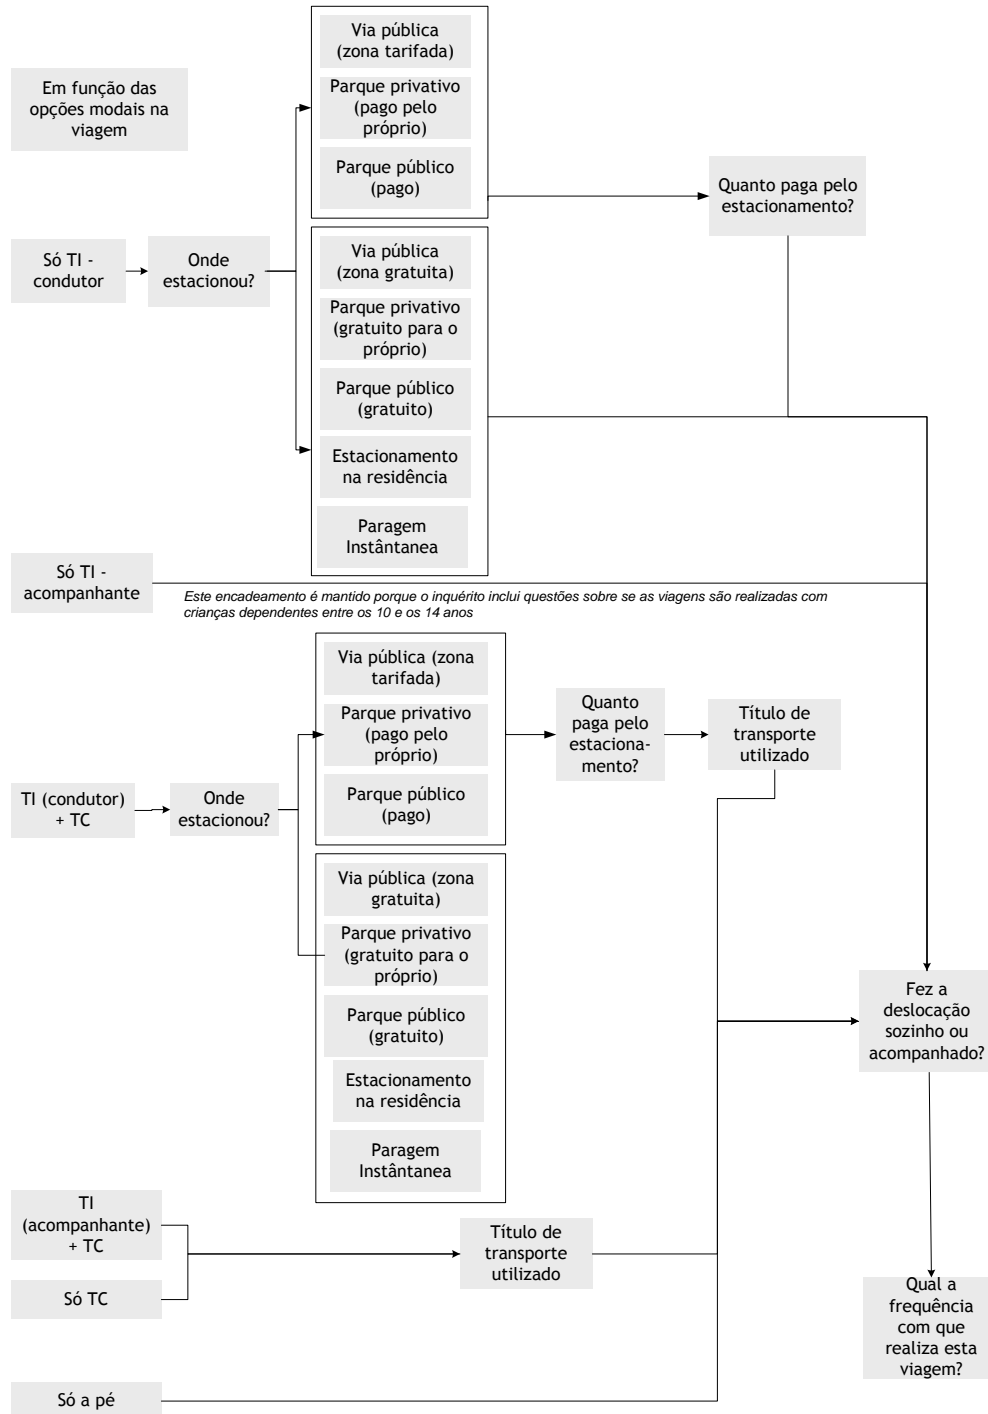 Em função das
opções modais na
viagem
Via pública
(zona tarifada)
Parque privativo
(pago pelo
próprio)
Parque público
(pago)
Quanto paga pelo
estacionamento?
Só TI -
condutor
Onde
estacionou?
Via pública
(zona gratuita)
Parque privativo
(gratuito para o
próprio)
Parque público
(gratuito)
Estacionamento
na residência
Paragem
Instântanea
Só TI -
acompanhante
Este encadeamento é mantido porque o inquérito inclui questões sobre se as viagens são realizadas com
crianças dependentes entre os 10 e os 14 anos
Via pública (zona
tarifada)
Parque privativo
(pago pelo
próprio)
Parque público
(pago)
Quanto
paga pelo
estaciona-
mento?
Título de
transporte
utilizado
TI (condutor)
+ TC
Onde
estacionou?
Via pública (zona
gratuita)
Parque privativo
(gratuito para o
próprio)
Parque público
(gratuito)
Estacionamento
na residência
Paragem
Instântanea
Fez a
deslocação
sozinho ou
acompanhado?
TI
(acompanhante)
+ TC
Só TC
Título de
transporte
utilizado
Qual a
frequência
com que
realiza esta
viagem?
Só a pé